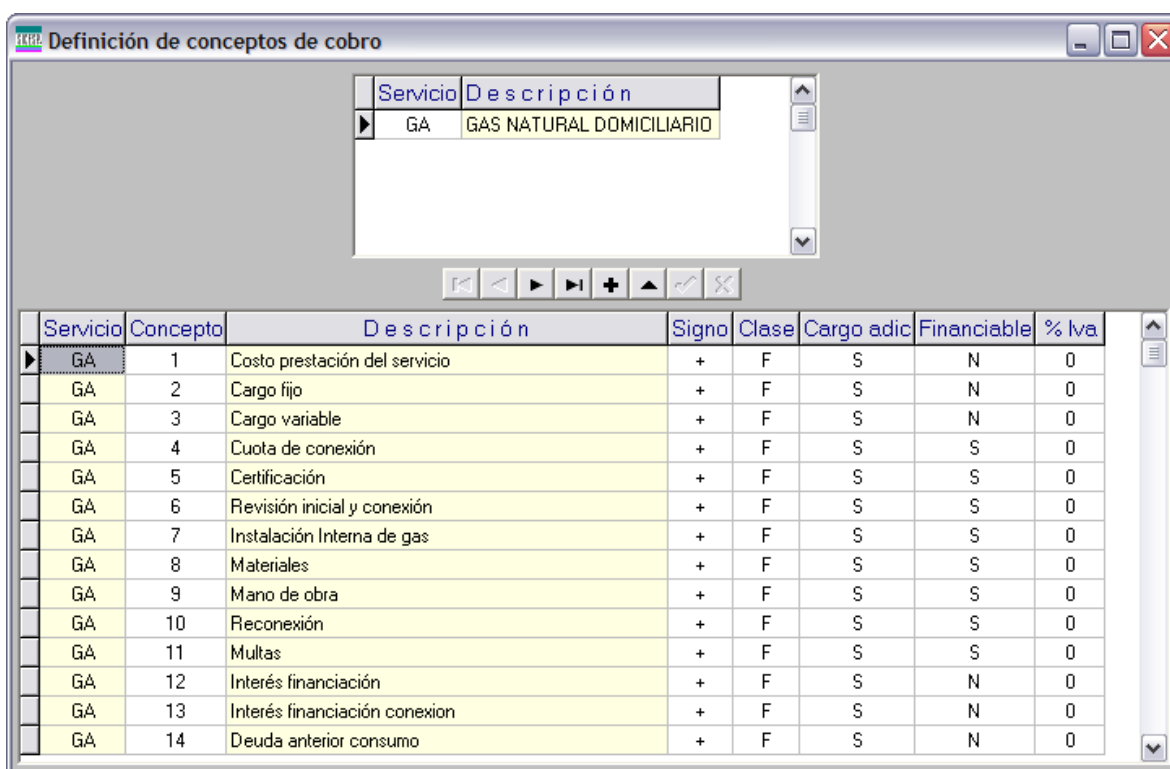 Definición de conceptos de cobro
Servicio Descripción
GA GAS NATURAL DOMICILIARIO
Servicio Concepto Descripción Signo Clase Cargo adic Financiable % Iva
GA 1 Costo prestación del servicio + F S N 0
GA 2 Cargo fijo + F S N 0
GA 3 Cargo variable + F S N 0
GA 4 Cuota de conexión + F S S 0
GA 5 Certificación + F S S 0
GA 6 Revisión inicial y conexión + F S S 0
GA 7 Instalación Interna de gas + F S S 0
GA 8 Materiales + F S S 0
GA 9 Mano de obra + F S S 0
GA 10 Reconexión + F S S 0
GA 11 Multas + F S S 0
GA 12 Interés financiación + F S N 0
GA 13 Interés financiación conexion + F S N 0
GA 14 Deuda anterior consumo + F S N 0